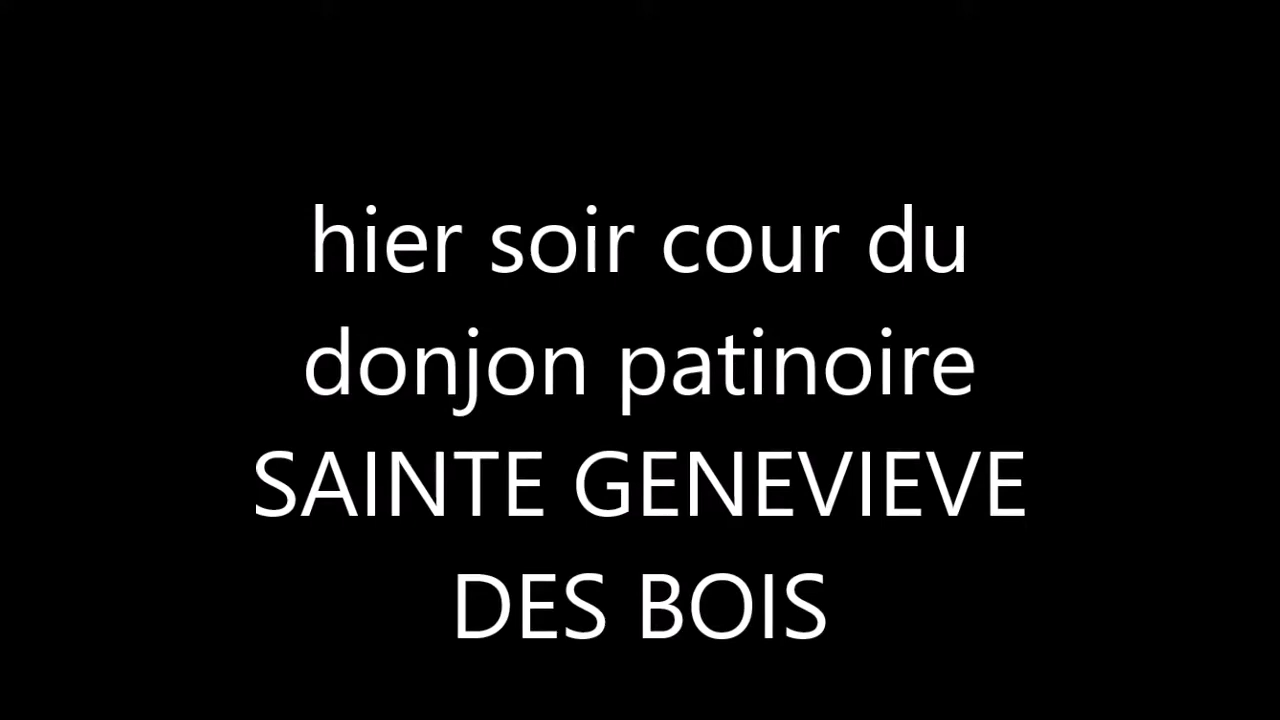 hier soir cour du
donjon patinoire
SAINTE GENEVIEVE
DES BOIS